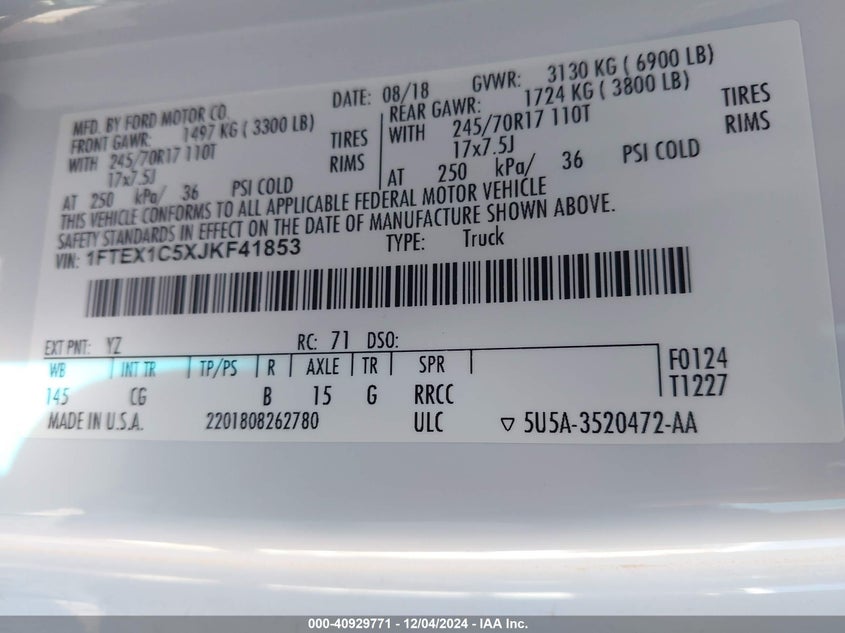 MFD. BY FORD MOTOR CO. DATE: 08/18 GVWR: 3130 KG ( 6900 LB)
FRONT GAWR: 1497 KG ( 3300 LB) REAR GAWR: 1724 KG ( 3800 LB)
WITH 245/70R17 110T TIRES WITH 245/70R17 110T TIRES
17x7.5J RIMS 17x7.5J RIMS
AT 250 kPa/ 36 PSI COLD AT 250 kPa/ 36 PSI COLD
THIS VEHICLE CONFORMS TO ALL APPLICABLE FEDERAL MOTOR VEHICLE
SAFETY STANDARDS IN EFFECT ON THE DATE OF MANUFACTURE SHOWN ABOVE.
VIN: 1FTEX1C5XJKF41853 TYPE: Truck
EXT PNT: YZ RC: 71 DSO:
WB INT TR TP/PS R AXLE TR SPR F0124
145 CG B 15 G RRCC T1227
MADE IN U.S.A. 2201808262780 ULC ▽ 5U5A-3520472-AA
000-40929771 - 12/04/2024 - IAA Inc.